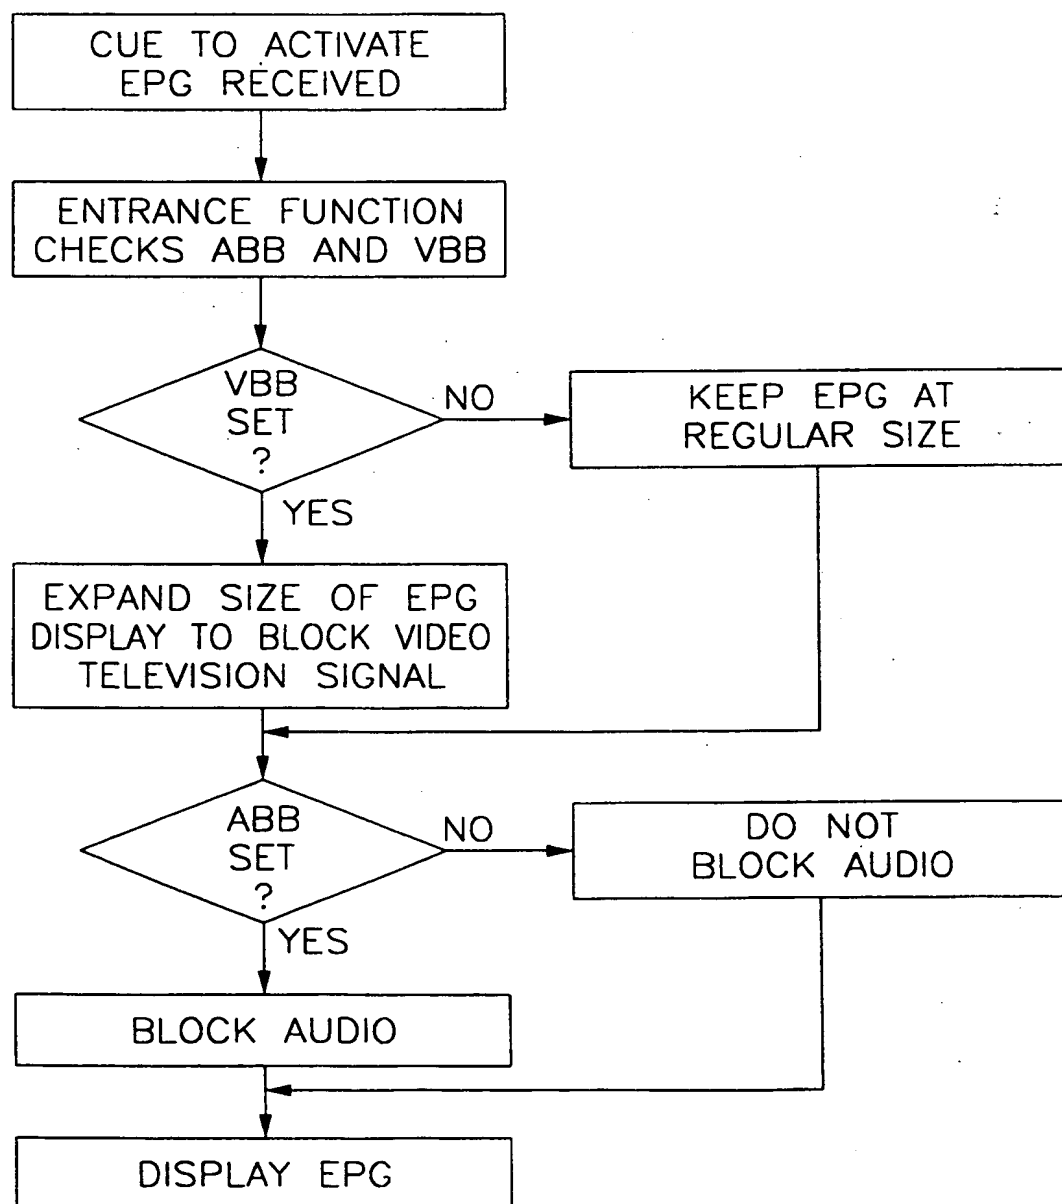 CUE TO ACTIVATE
EPG RECEIVED
ENTRANCE FUNCTION
CHECKS ABB AND VBB
VBB
SET
?
NO
KEEP EPG AT
REGULAR SIZE
YES
EXPAND SIZE OF EPG
DISPLAY TO BLOCK VIDEO
TELEVISION SIGNAL
ABB
SET
?
NO
DO NOT
BLOCK AUDIO
YES
BLOCK AUDIO
DISPLAY EPG